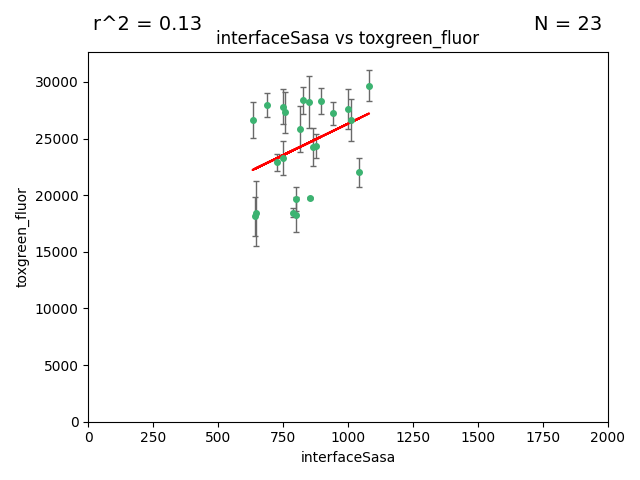 r^2 = 0.13
N = 23
interfaceSasa vs toxgreen_fluor
30000
25000
20000
15000
10000
5000
0
toxgreen_fluor
0 250 500 750 1000 1250 1500 1750 2000
interfaceSasa